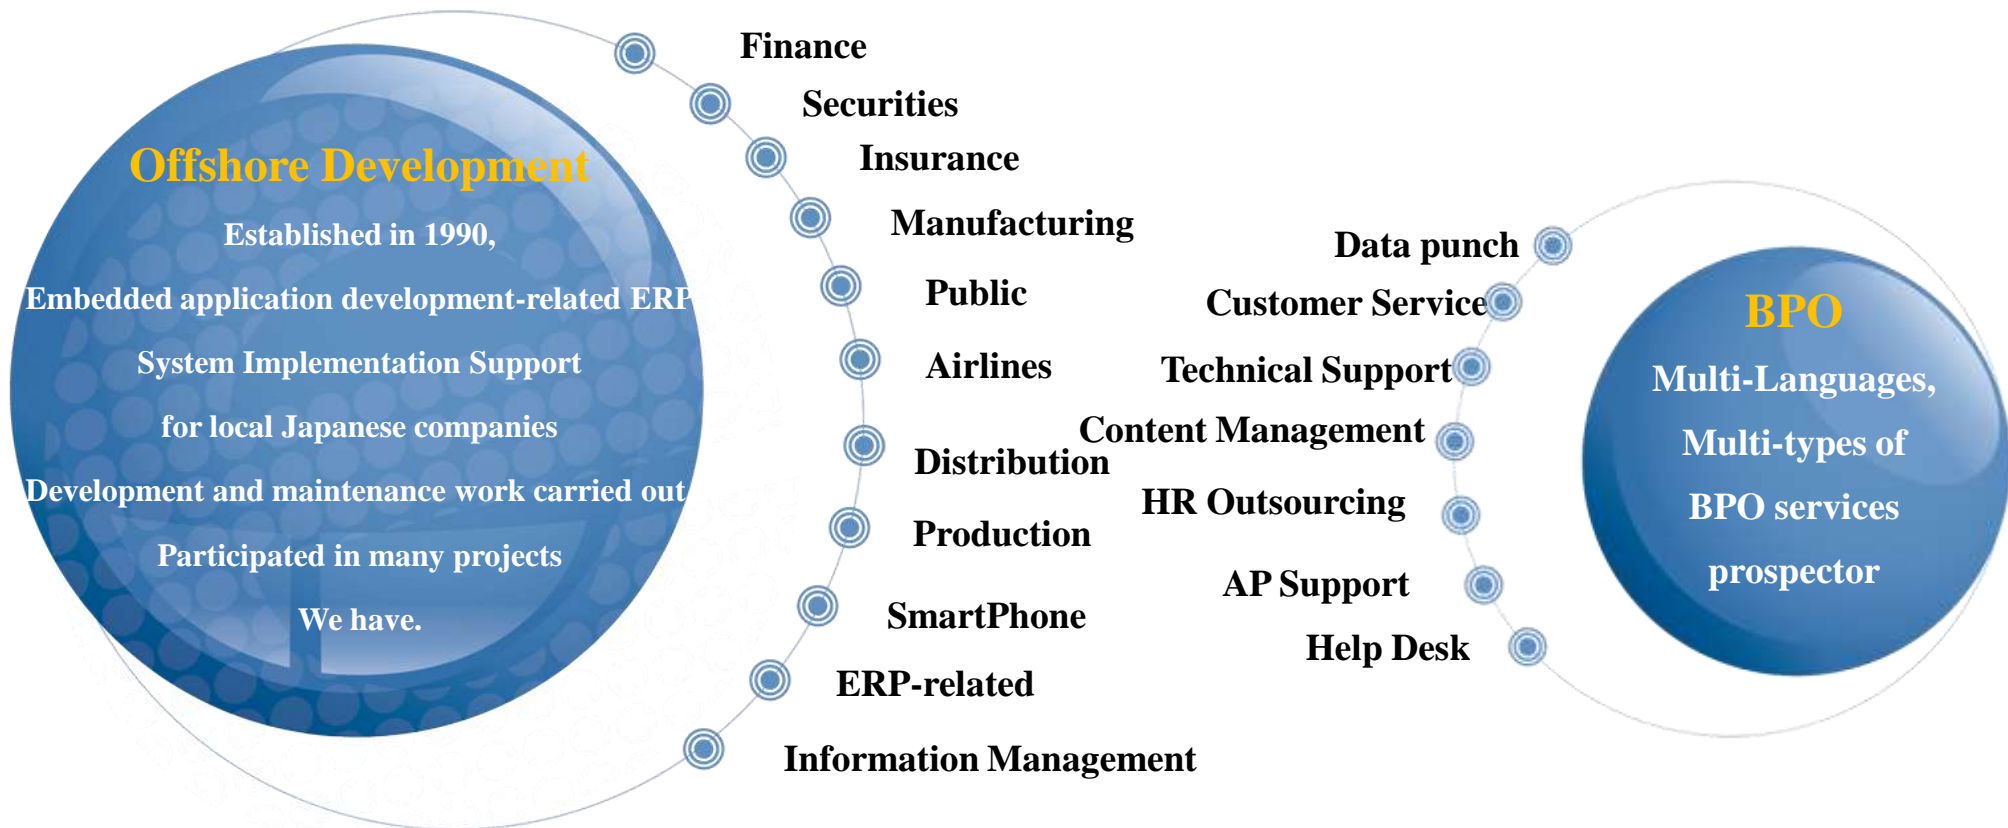 Offshore Development
Established in 1990,
Embedded application development-related ERP
System Implementation Support
for local Japanese companies
Development and maintenance work carried out
Participated in many projects
We have.
Finance
Securities
Insurance
Manufacturing
Public
Airlines
Distribution
Production
SmartPhone
ERP-related
Information Management
Data punch
Customer Service
Technical Support
Content Management
HR Outsourcing
AP Support
Help Desk
BPO
Multi-Languages,
Multi-types of
BPO services
prospector